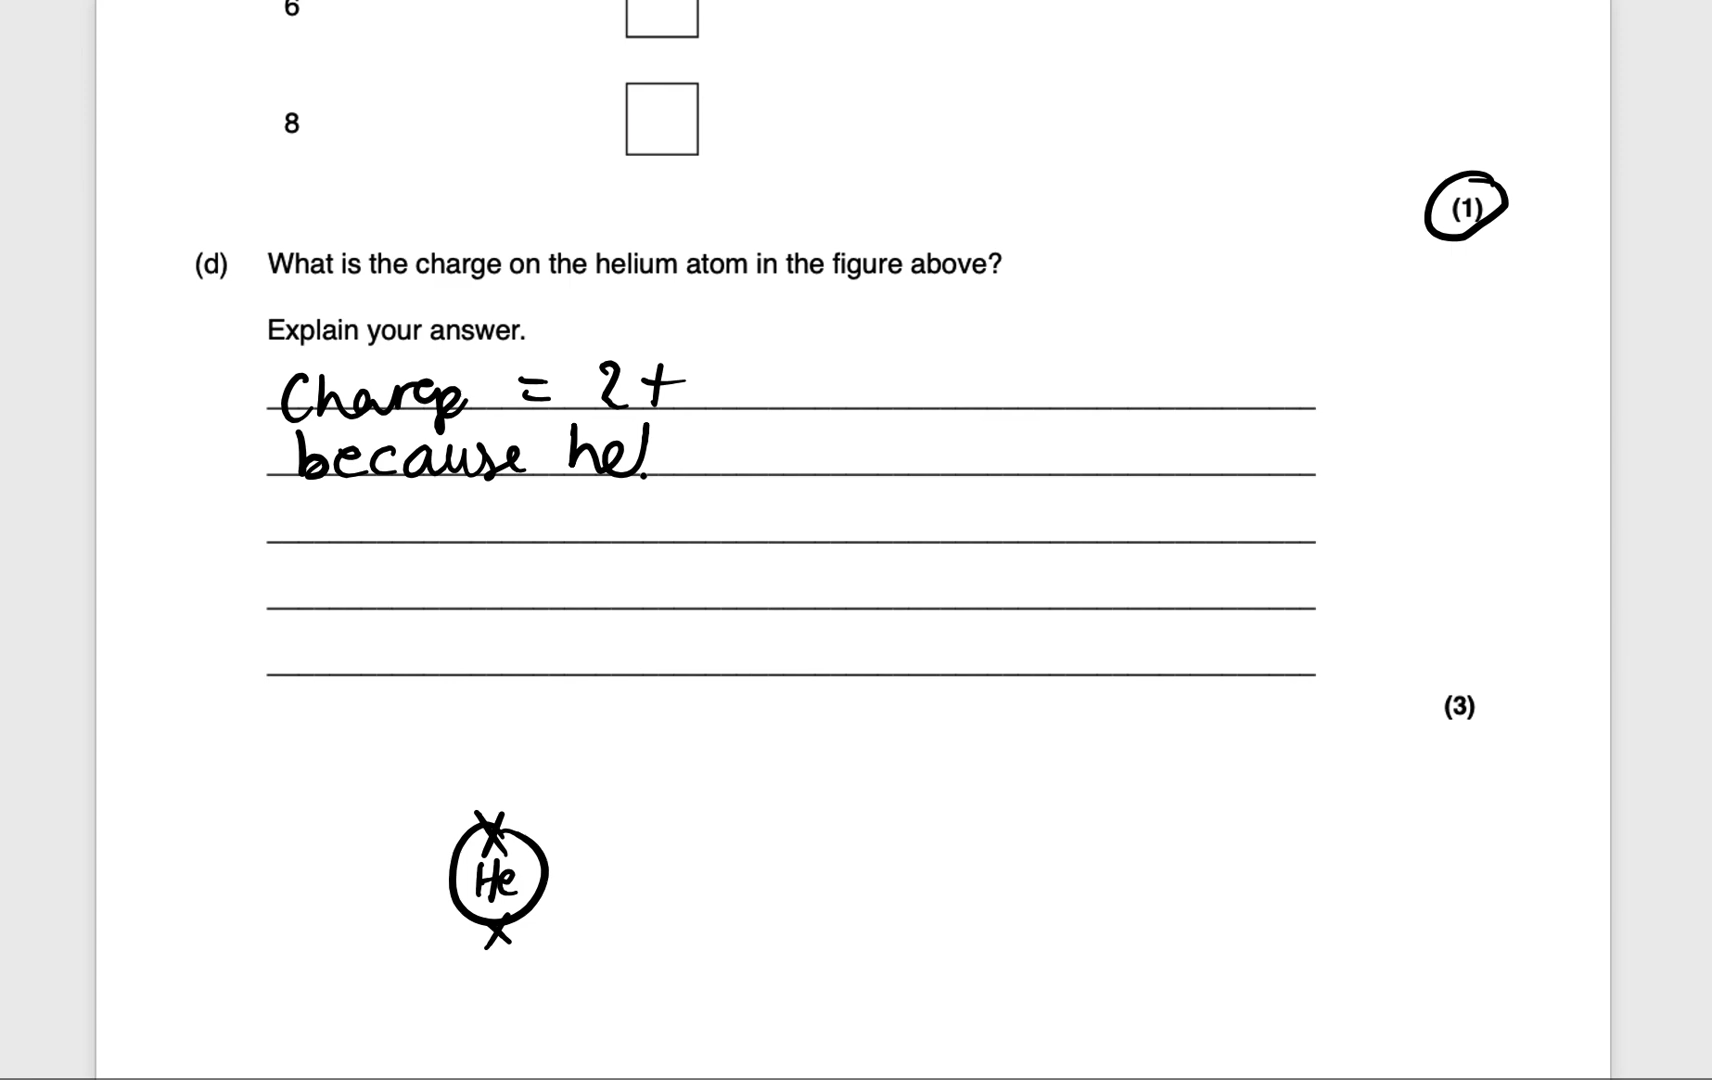 6
8
(1)
(d) What is the charge on the helium atom in the figure above?
Explain your answer.
Charge = 2+
because hel
(3)
He